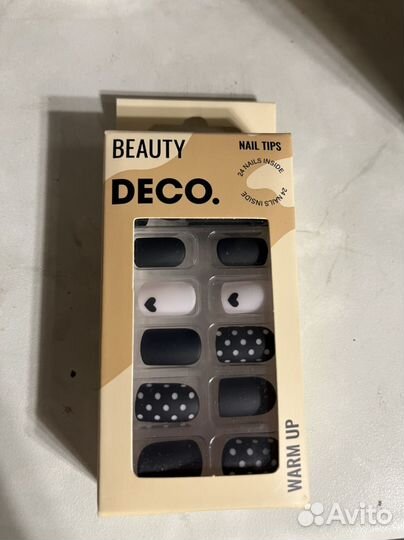 BEAUTY
NAIL TIPS
24 NAILS INSIDE
24 NAILS INSIDE
DECO.
WARM UP
Avito